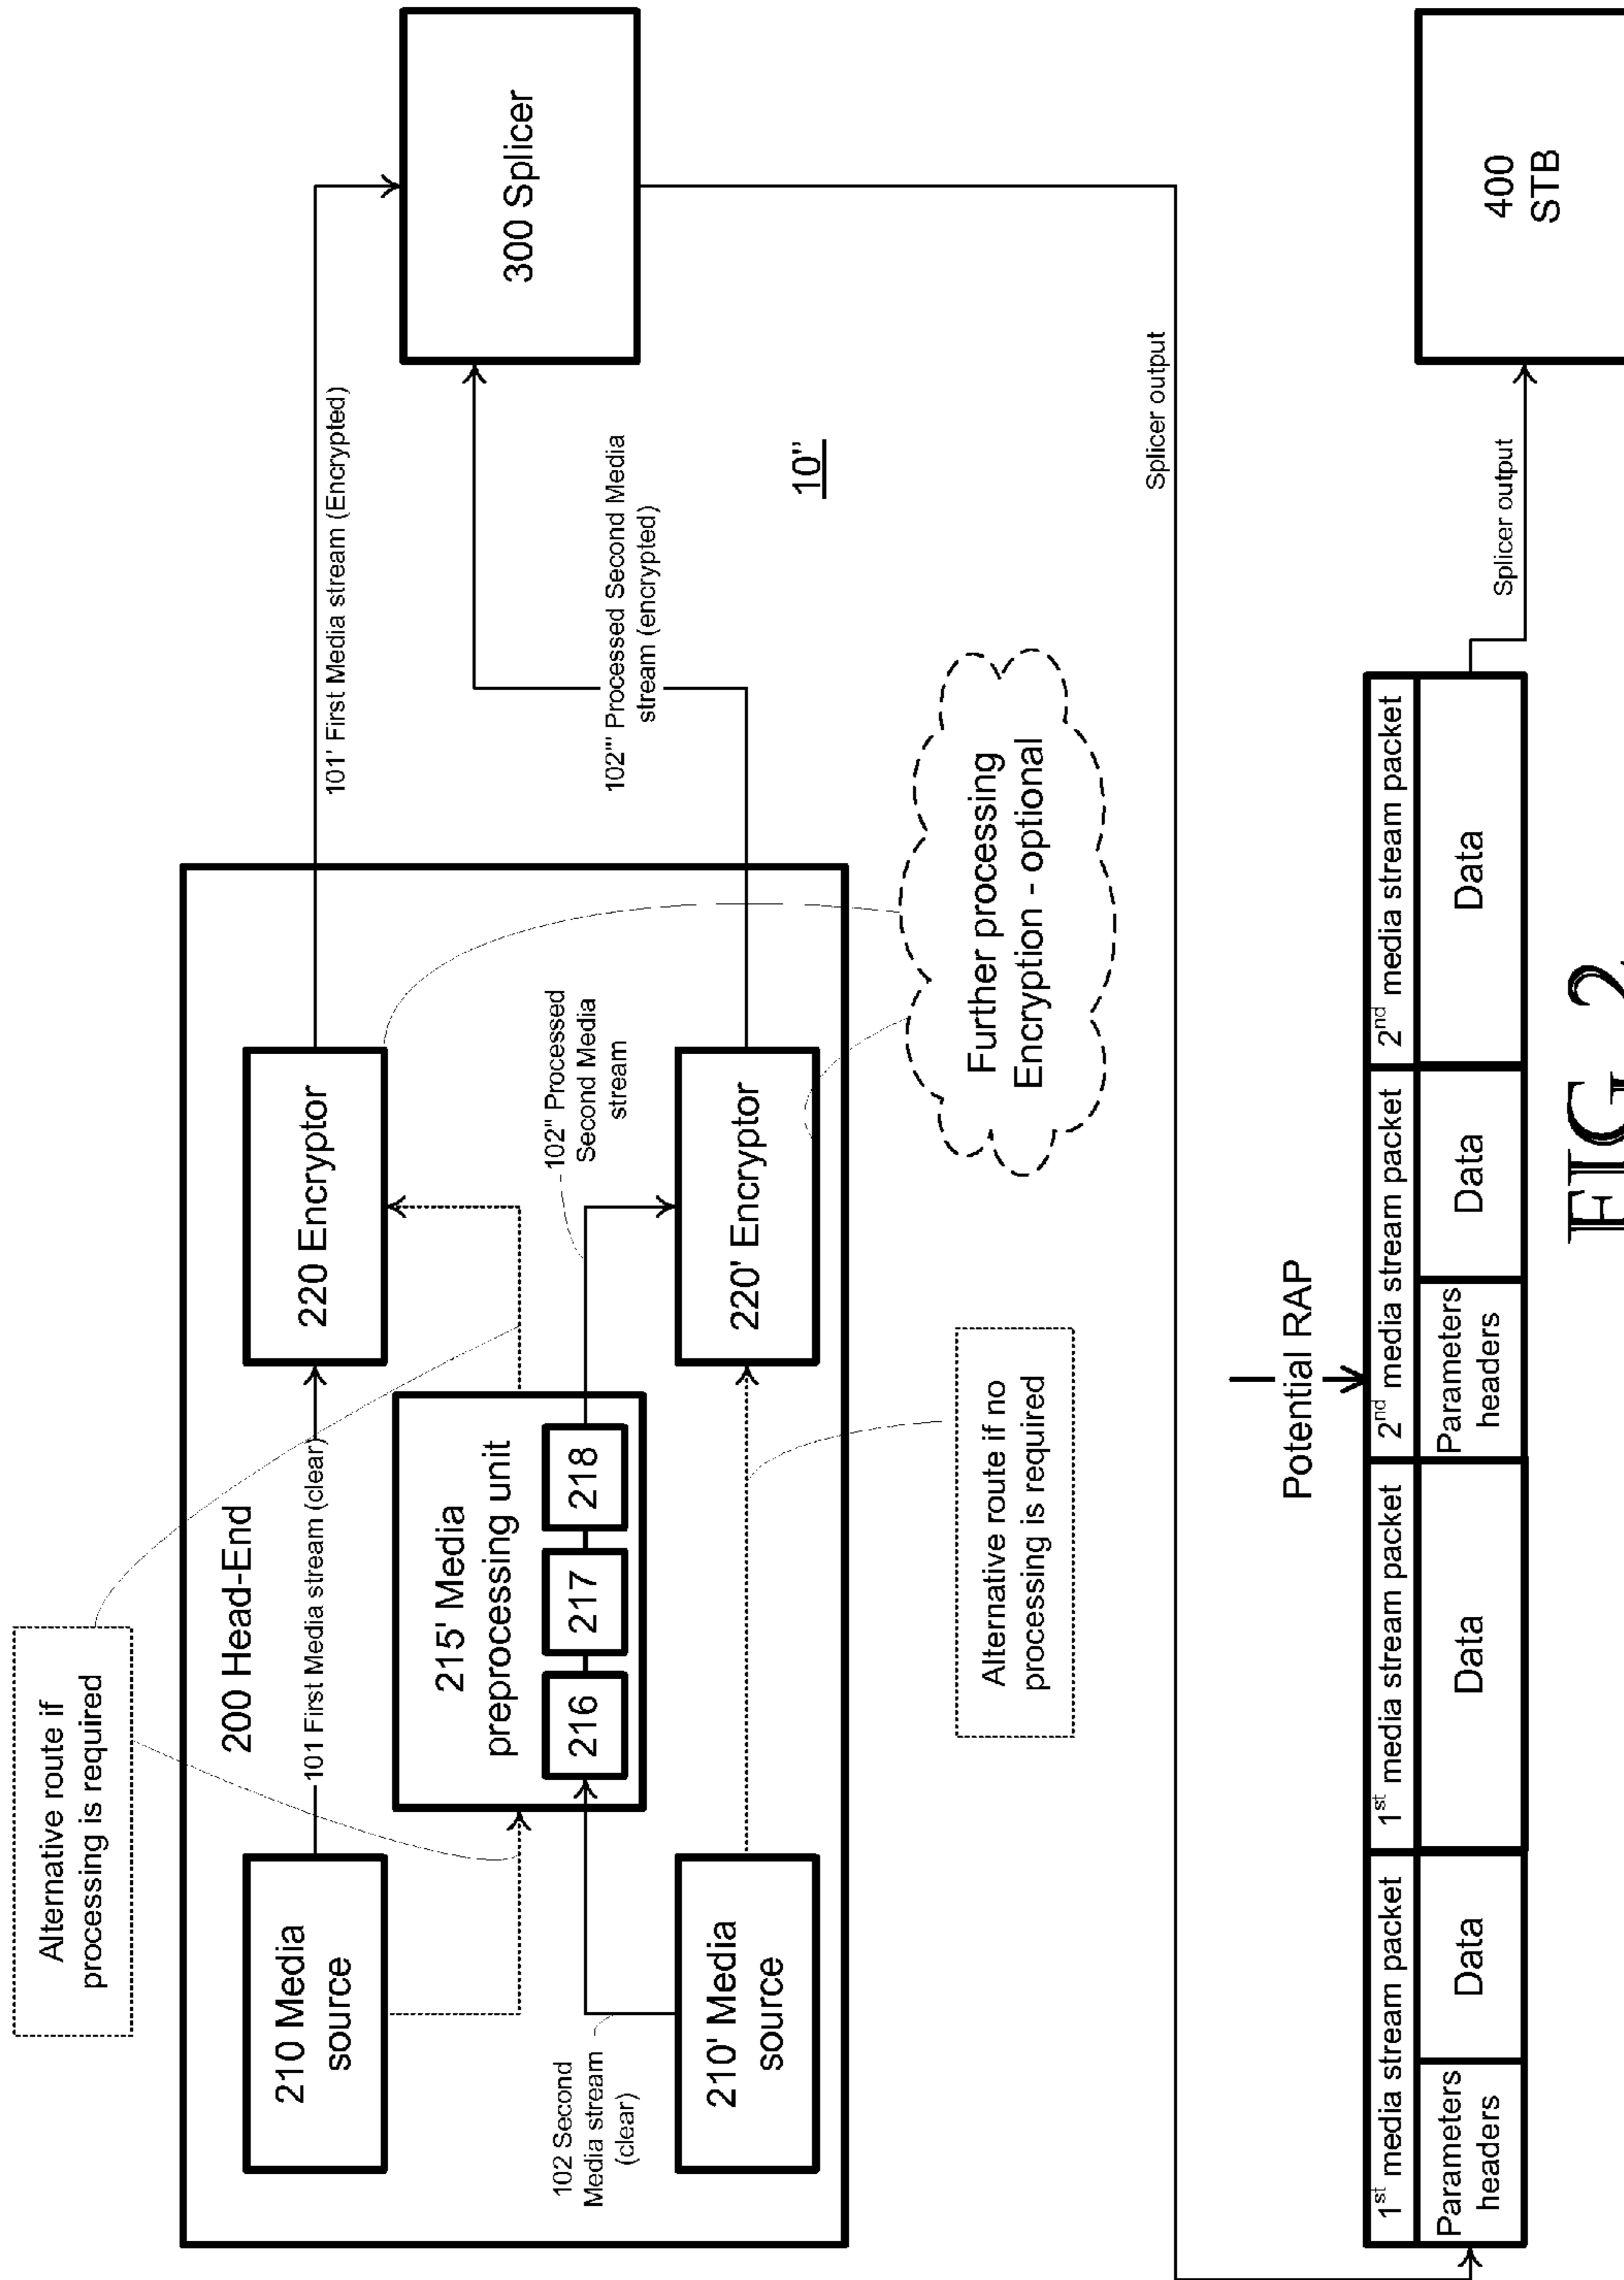 Alternative route if
processing is required
200 Head-End
210 Media
source
101 First Media stream (clear)
220 Encryptor
101' First Media stream (Encrypted)
300 Splicer
215' Media
preprocessing unit
216
217
218
102 Second
Media stream
(clear)
102" Processed
Second Media
stream
210' Media
source
220' Encryptor
102"' Processed Second Media
stream (encrypted)
10"
Alternative route if no
processing is required
Further processing
Encryption - optional
Splicer output
Potential RAP
1st media stream packet
1st media stream packet
2nd media stream packet
2nd media stream packet
Parameters
headers
Data
Data
Parameters
headers
Data
Data
Splicer output
400
STB
FIG 2